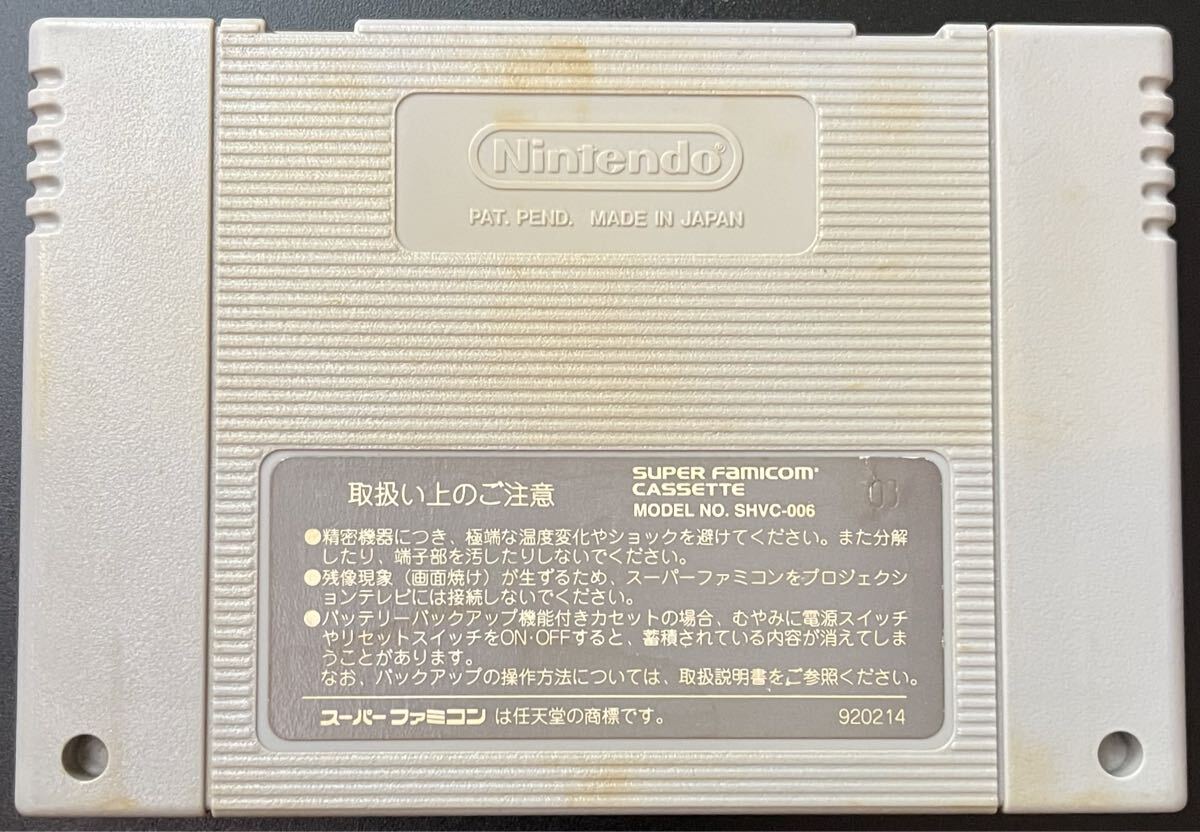 Nintendo®
PAT. PEND. MADE IN JAPAN
取扱い上のご注意
SUPER FAMICOM®
CASSETTE
MODEL NO. SHVC-006
03
●精密機器につき、極端な温度変化やショックを避けてください。また分解
したり、端子部を汚したりしないでください。
●残像現象（画面焼け）が生ずるため、スーパーファミコンをプロジェクシ
ョンテレビには接続しないでください。
●バッテリーバックアップ機能付きカセットの場合、むやみに電源スイッチ
やリセットスイッチをON・OFFすると、蓄積されている内容が消えてしま
うことがあります。
なお、バックアップの操作方法については、取扱説明書をご参照ください。
スーパーファミコンは任天堂の商標です。
920214